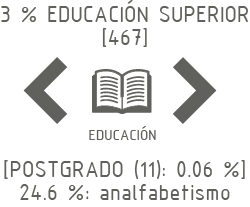 3 % EDUCACIÓN SUPERIOR
[467]
EDUCACIÓN
[POSTGRADO (11): 0.06 %]
24.6 %: analfabetismo